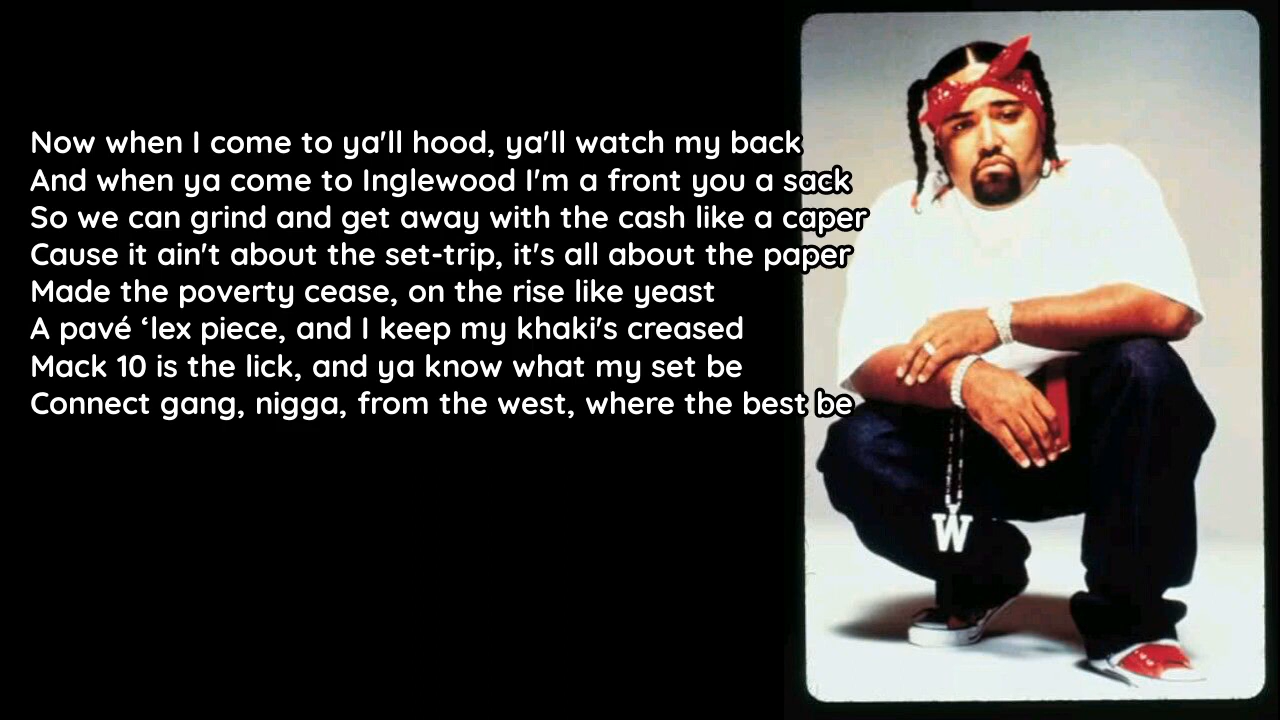 Now when I come to ya'll hood, ya'll watch my back
And when ya come to Inglewood I'm a front you a sack
So we can grind and get away with the cash like a caper
Cause it ain't about the set-trip, it's all about the paper
Made the poverty cease, on the rise like yeast
A pavé ‘lex piece, and I keep my khaki's creased
Mack 10 is the lick, and ya know what my set be
Connect gang, nigga, from the west, where the best be
W